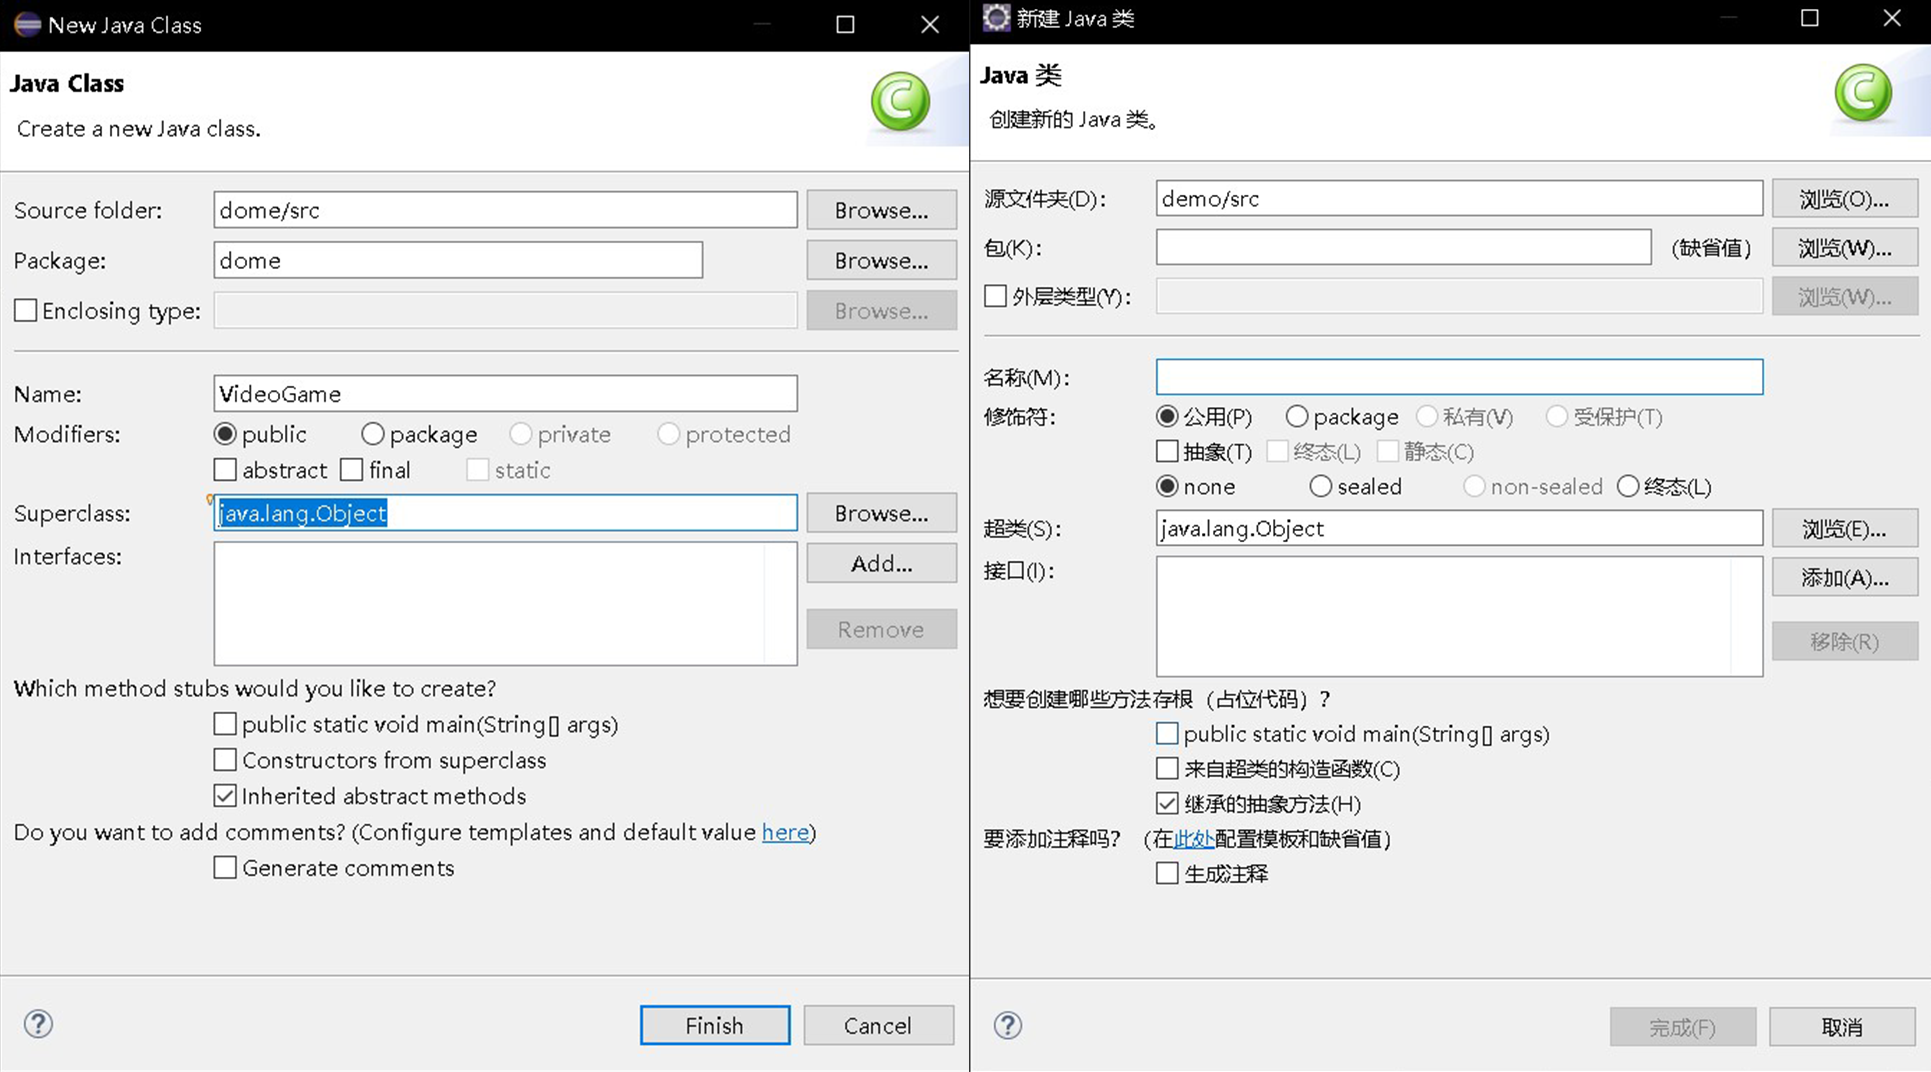 New Java Class
Java Class
Create a new Java class.
Source folder: dome/src Browse...
Package: dome Browse...
Enclosing type: Browse...
Name: VideoGame
Modifiers: public package private protected
abstract final static
Superclass: java.lang.Object Browse...
Interfaces: Add...
Remove
Which method stubs would you like to create?
public static void main(String[] args)
Constructors from superclass
Inherited abstract methods
Do you want to add comments? (Configure templates and default value here)
Generate comments
Finish Cancel
新建 Java 类
Java 类
创建新的 Java 类。
源文件夹(D): demo/src 浏览(O)...
包(K): (缺省值) 浏览(W)...
外层类型(Y): 浏览(W)...
名称(M):
修饰符: 公用(P) package 私有(V) 受保护(T)
抽象(T) 终态(L) 静态(C)
none sealed non-sealed 终态(L)
超类(S): java.lang.Object 浏览(E)...
接口(I): 添加(A)...
移除(R)
想要创建哪些方法存根（占位代码）?
public static void main(String[] args)
来自超类的构造函数(C)
继承的抽象方法(H)
要添加注释吗? （在此处配置模板和缺省值）
生成注释
完成(F) 取消